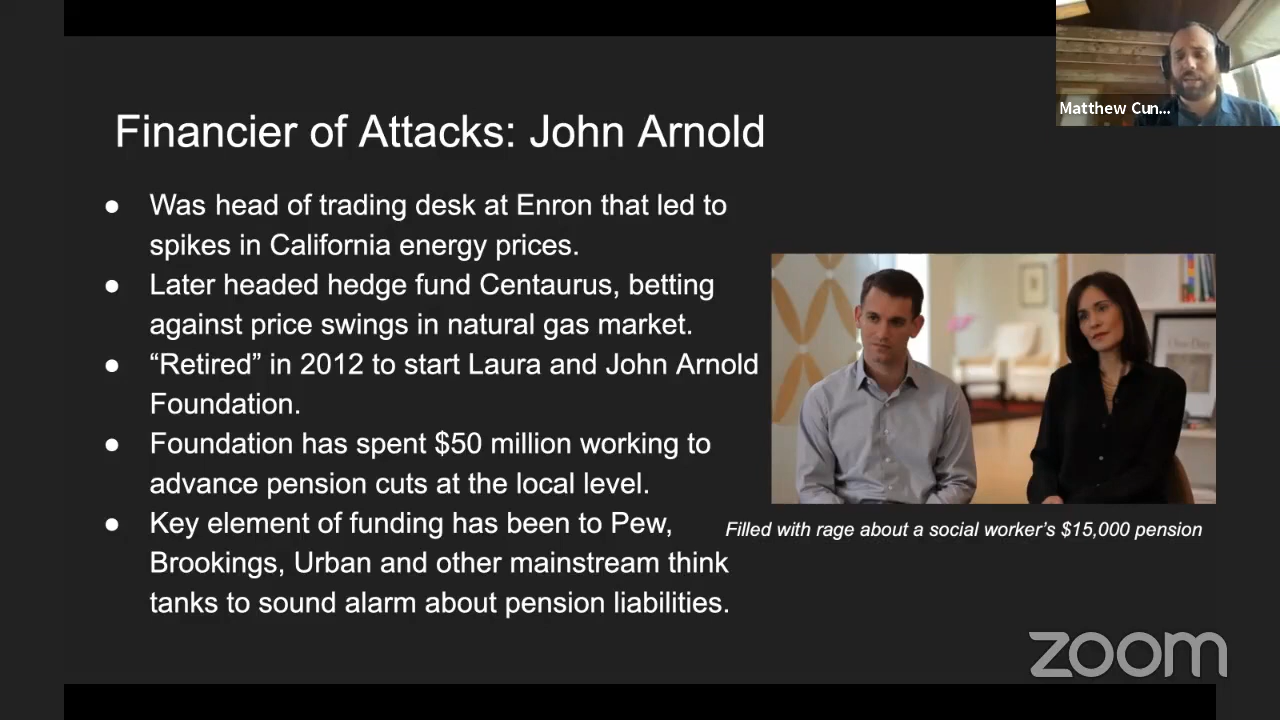 Matthew Cun...
Financier of Attacks: John Arnold
● Was head of trading desk at Enron that led to
spikes in California energy prices.
● Later headed hedge fund Centaurus, betting
against price swings in natural gas market.
● “Retired” in 2012 to start Laura and John Arnold
Foundation.
● Foundation has spent $50 million working to
advance pension cuts at the local level.
● Key element of funding has been to Pew,
Brookings, Urban and other mainstream think
tanks to sound alarm about pension liabilities.
Filled with rage about a social worker’s $15,000 pension
zoom